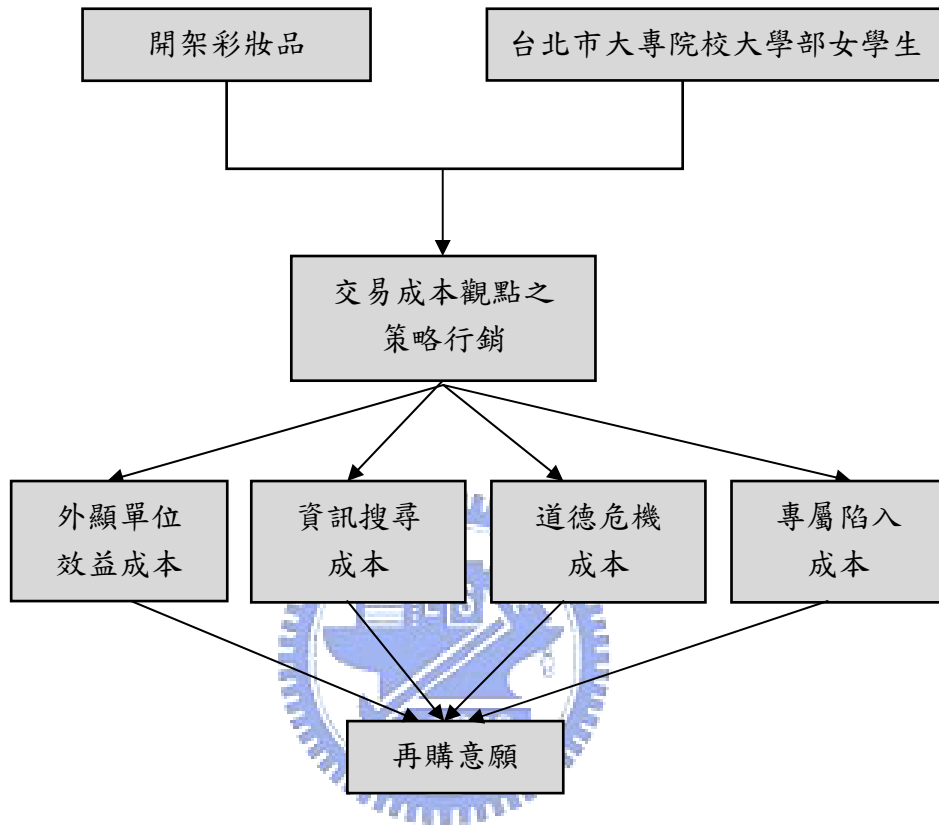 開架彩妝品
台北市大專院校大學部女學生
交易成本觀點之
策略行銷
外顯單位
效益成本
資訊搜尋
成本
道德危機
成本
專屬陷入
成本
再購意願